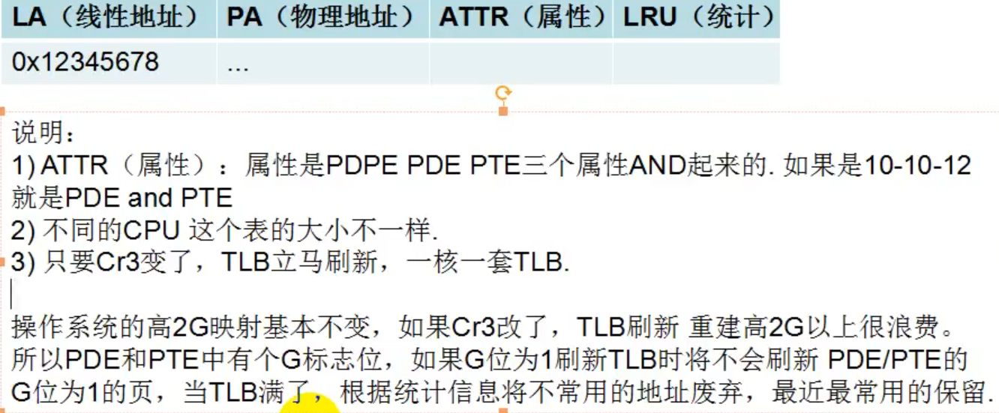 LA（线性地址） PA（物理地址） ATTR（属性） LRU（统计）
0x12345678 ...
说明：
1) ATTR（属性）：属性是PDPE PDE PTE三个属性AND起来的. 如果是10-10-12
就是PDE and PTE
2) 不同的CPU 这个表的大小不一样.
3) 只要Cr3变了，TLB立马刷新，一核一套TLB.
操作系统的高2G映射基本不变，如果Cr3改了，TLB刷新 重建高2G以上很浪费。
所以PDE和PTE中有个G标志位，如果G位为1刷新TLB时将不会刷新 PDE/PTE的
G位为1的页，当TLB满了，根据统计信息将不常用的地址废弃，最近最常用的保留.